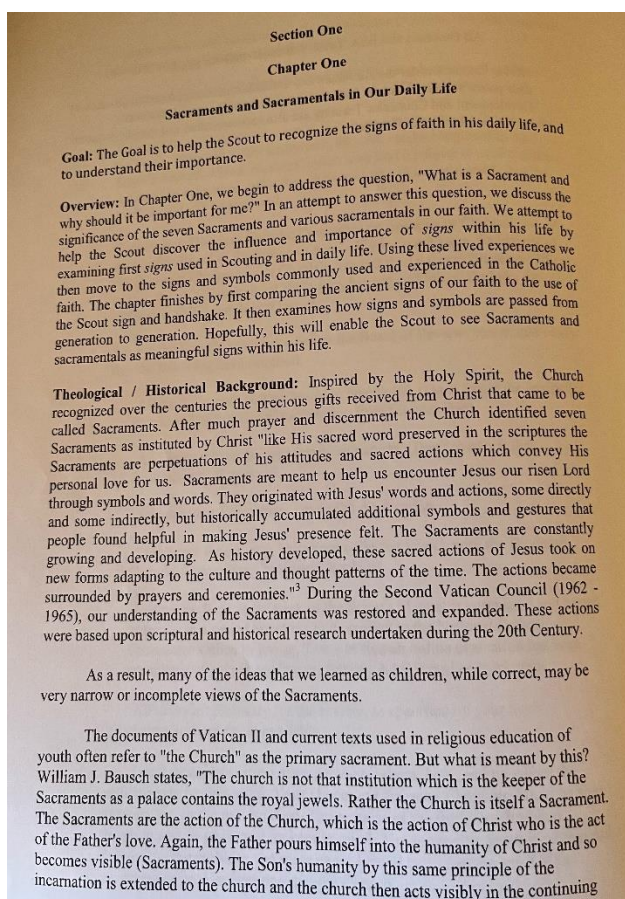 Section One
Chapter One
Sacraments and Sacramentals in Our Daily Life
Goal: The Goal is to help the Scout to recognize the signs of faith in his daily life, and
to understand their importance.
Overview: In Chapter One, we begin to address the question, "What is a Sacrament and
why should it be important for me?" In an attempt to answer this question, we discuss the
significance of the seven Sacraments and various sacramentals in our faith. We attempt to
help the Scout discover the influence and importance of signs within his life by
examining first signs used in Scouting and in daily life. Using these lived experiences we
then move to the signs and symbols commonly used and experienced in the Catholic
faith. The chapter finishes by first comparing the ancient signs of our faith to the use of
the Scout sign and handshake. It then examines how signs and symbols are passed from
generation to generation. Hopefully, this will enable the Scout to see Sacraments and
sacramentals as meaningful signs within his life.
Theological / Historical Background: Inspired by the Holy Spirit, the Church
recognized over the centuries the precious gifts received from Christ that came to be
called Sacraments. After much prayer and discernment the Church identified seven
Sacraments as instituted by Christ "like His sacred word preserved in the scriptures the
Sacraments are perpetuations of his attitudes and sacred actions which convey His
personal love for us. Sacraments are meant to help us encounter Jesus our risen Lord
through symbols and words. They originated with Jesus' words and actions, some directly
and some indirectly, but historically accumulated additional symbols and gestures that
people found helpful in making Jesus' presence felt. The Sacraments are constantly
growing and developing. As history developed, these sacred actions of Jesus took on
new forms adapting to the culture and thought patterns of the time. The actions became
surrounded by prayers and ceremonies."3 During the Second Vatican Council (1962 -
1965), our understanding of the Sacraments was restored and expanded. These actions
were based upon scriptural and historical research undertaken during the 20th Century.
As a result, many of the ideas that we learned as children, while correct, may be
very narrow or incomplete views of the Sacraments.
The documents of Vatican II and current texts used in religious education of
youth often refer to "the Church" as the primary sacrament. But what is meant by this?
William J. Bausch states, "The church is not that institution which is the keeper of the
Sacraments as a palace contains the royal jewels. Rather the Church is itself a Sacrament.
The Sacraments are the action of the Church, which is the action of Christ who is the act
of the Father's love. Again, the Father pours himself into the humanity of Christ and so
becomes visible (Sacraments). The Son's humanity by this same principle of the
incarnation is extended to the church and the church then acts visibly in the continuing